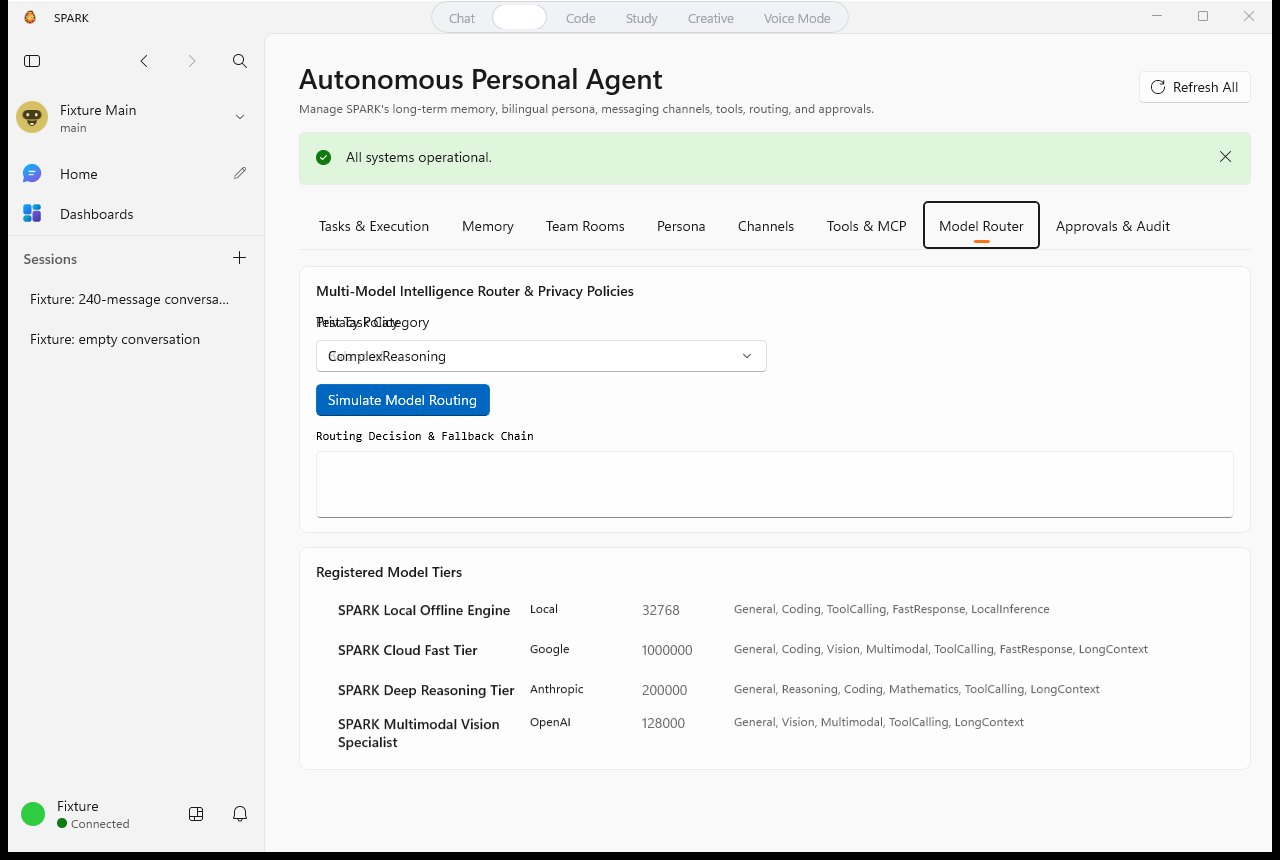 SPARK
Chat
Code
Study
Creative
Voice Mode
Fixture Main
main
Home
Dashboards
Sessions
Fixture: 240-message conversa...
Fixture: empty conversation
Fixture
Connected
Autonomous Personal Agent
Manage SPARK's long-term memory, bilingual persona, messaging channels, tools, routing, and approvals.
Refresh All
All systems operational.
Tasks & Execution
Memory
Team Rooms
Persona
Channels
Tools & MCP
Model Router
Approvals & Audit
Multi-Model Intelligence Router & Privacy Policies
Test Task Category
Privacy Policy
ComplexReasoning
Simulate Model Routing
Routing Decision & Fallback Chain
Registered Model Tiers
SPARK Local Offline Engine Local 32768 General, Coding, ToolCalling, FastResponse, LocalInference
SPARK Cloud Fast Tier Google 1000000 General, Coding, Vision, Multimodal, ToolCalling, FastResponse, LongContext
SPARK Deep Reasoning Tier Anthropic 200000 General, Reasoning, Coding, Mathematics, ToolCalling, LongContext
SPARK Multimodal Vision OpenAI 128000 General, Vision, Multimodal, ToolCalling, LongContext
Specialist